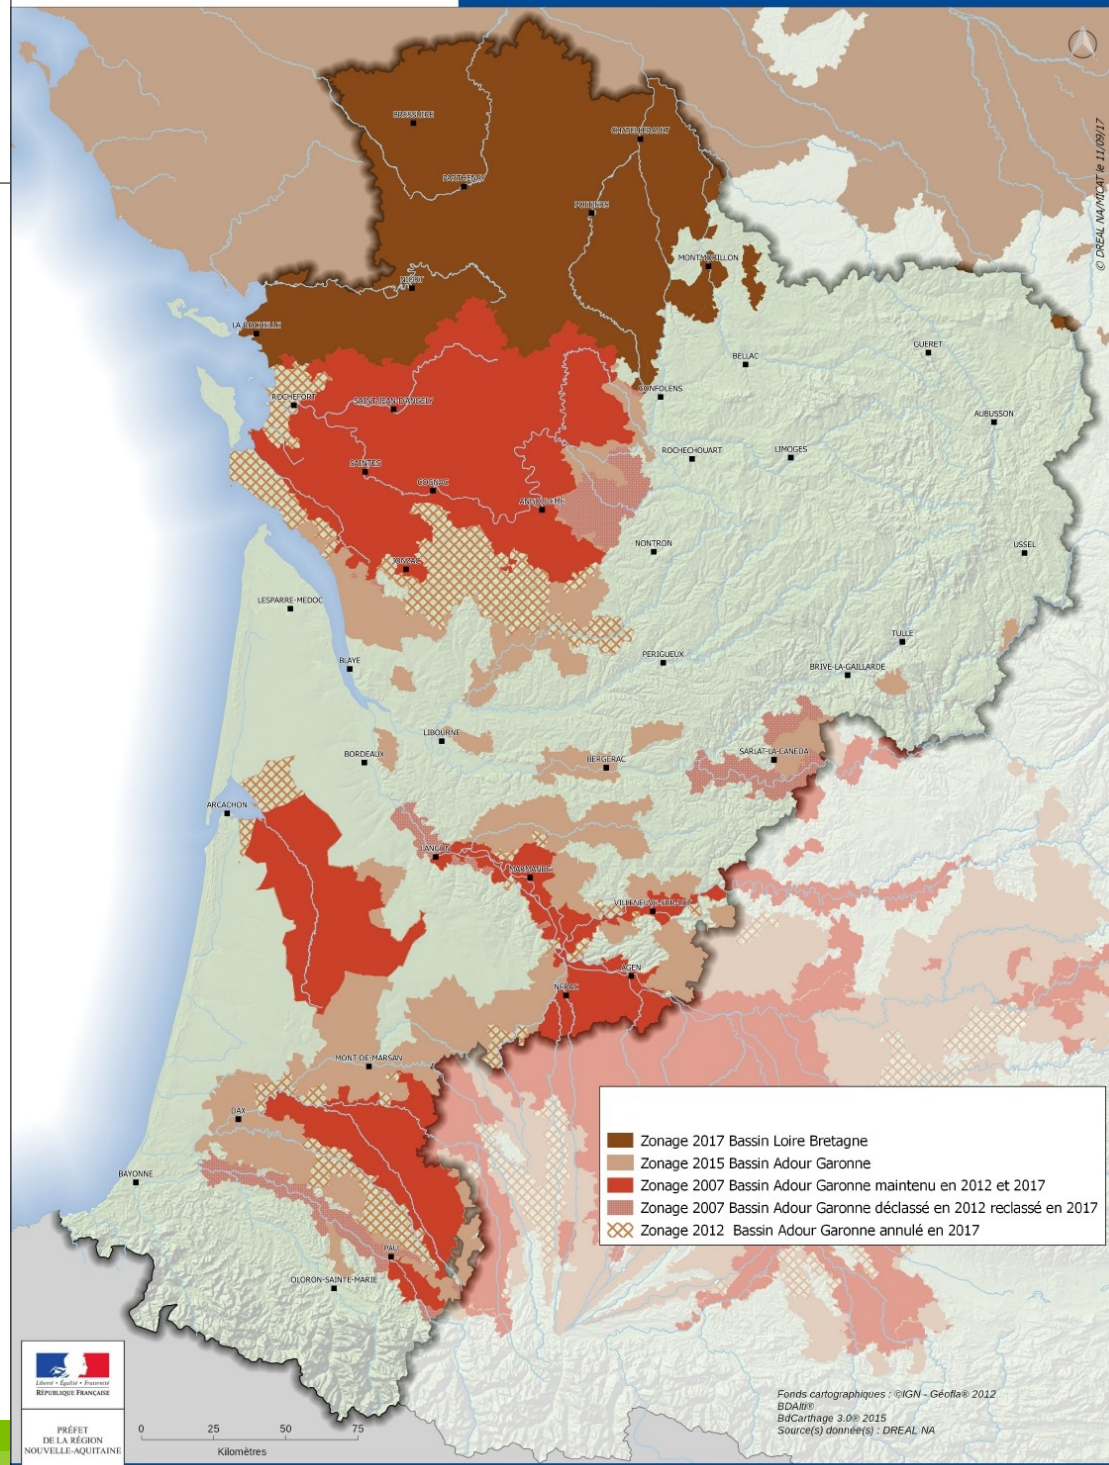 © DREAL NA/MICAT le 11/09/17
BRESSUIRE
CHATELLERAULT
PARTHENAY
POITIERS
MONTMORILLON
NIORT
LA ROCHELLE
GUERET
BELLAC
CONFOLENS
ROCHEFORT
SAINT-JEAN-D'ANGELY
AUBUSSON
ROCHECHOUART
LIMOGES
SAINTES
COGNAC
ANGOULEME
NONTRON
USSEL
JONZAC
LESPARRE-MEDOC
TULLE
BLAYE
PERIGUEUX
BRIVE-LA-GAILLARDE
LIBOURNE
BORDEAUX
BERGERAC
SARLAT-LA-CANEDA
ARCACHON
LANGON
MARMANDE
VILLENEUVE-SUR-LOT
AGEN
NERAC
MONT-DE-MARSAN
DAX
BAYONNE
PAU
OLORON-SAINTE-MARIE
Zonage 2017 Bassin Loire Bretagne
Zonage 2015 Bassin Adour Garonne
Zonage 2007 Bassin Adour Garonne maintenu en 2012 et 2017
Zonage 2007 Bassin Adour Garonne déclassé en 2012 reclassé en 2017
Zonage 2012 Bassin Adour Garonne annulé en 2017
Liberté • Égalité • Fraternité
RÉPUBLIQUE FRANÇAISE
PRÉFET
DE LA RÉGION
NOUVELLE-AQUITAINE
0 25 50 75
Kilomètres
Fonds cartographiques : ©IGN - Géofla® 2012
BDAlti®
BdCarthage 3.0® 2015
Source(s) donnée(s) : DREAL NA